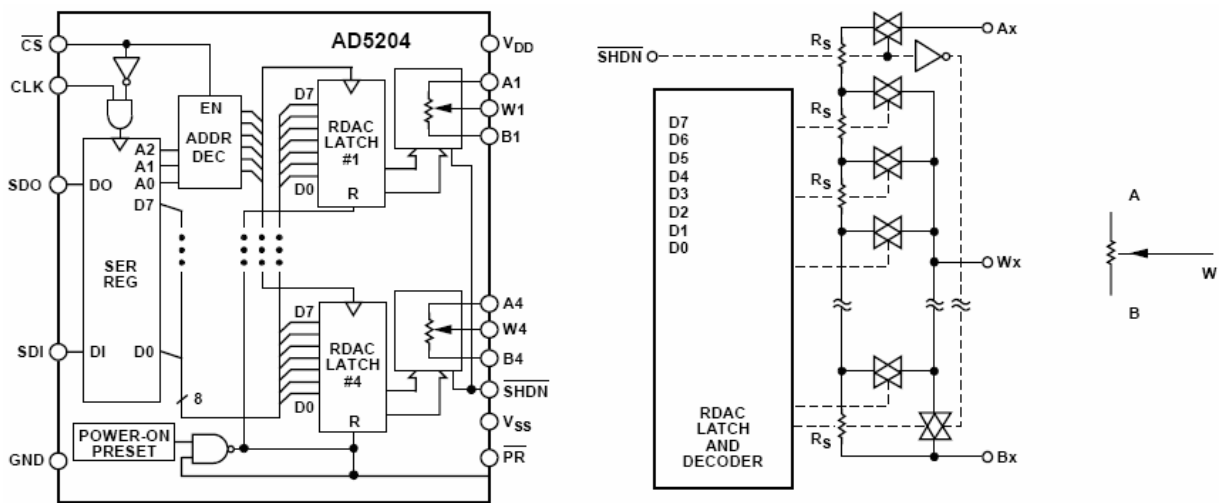 AD5204
CS
CLK
SDO
SDI
GND
EN
ADDR
DEC
A2
A1
A0
DO
D7
SER
REG
DI
D0
8
POWER-ON
PRESET
D7
RDAC
LATCH
#1
D0
R
D7
RDAC
LATCH
#4
D0
R
VDD
A1
W1
B1
A4
W4
B4
SHDN
VSS
PR
SHDN
RS
Ax
D7
D6
D5
D4
D3
D2
D1
D0
RS
Wx
RDAC
LATCH
AND
DECODER
RS
Bx
A
W
B